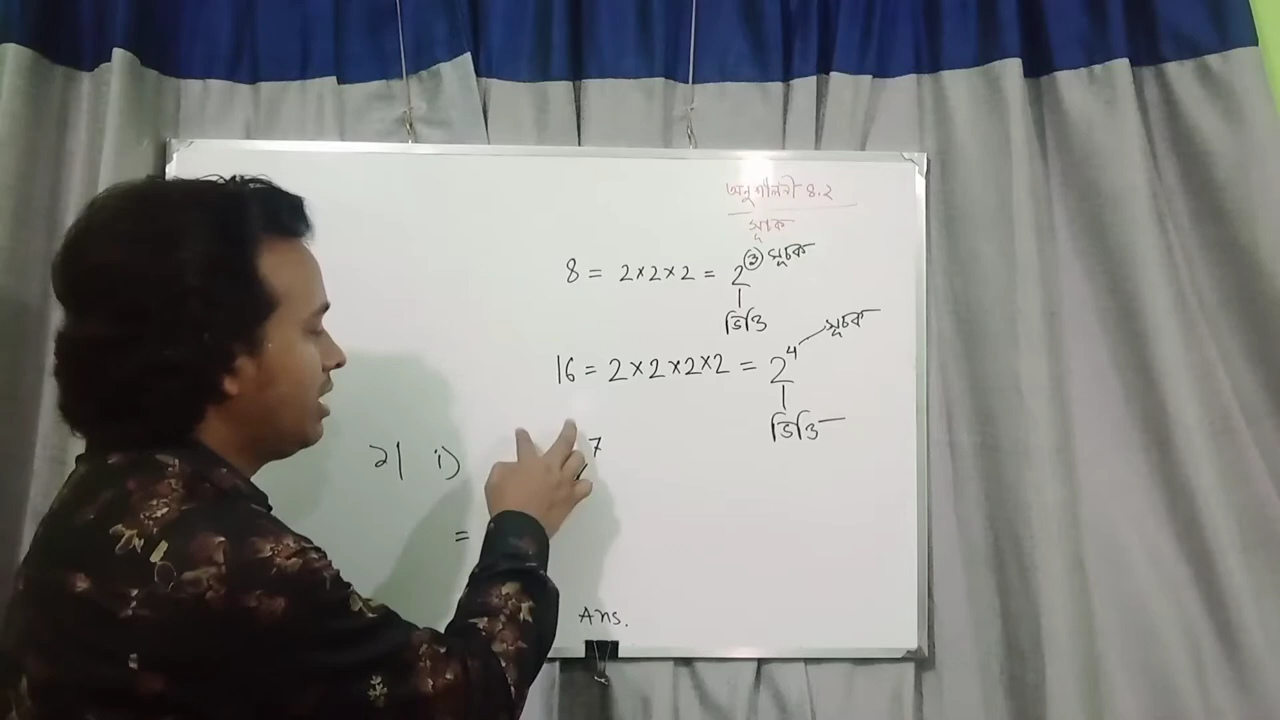 অনুশীলনী ৪.২
সূচক
8 = 2×2×2 = 2³ সূচক
ভিত্তি
16 = 2×2×2×2 = 2⁴ সূচক
ভিত্তি
২| i) 7
=
Ans.